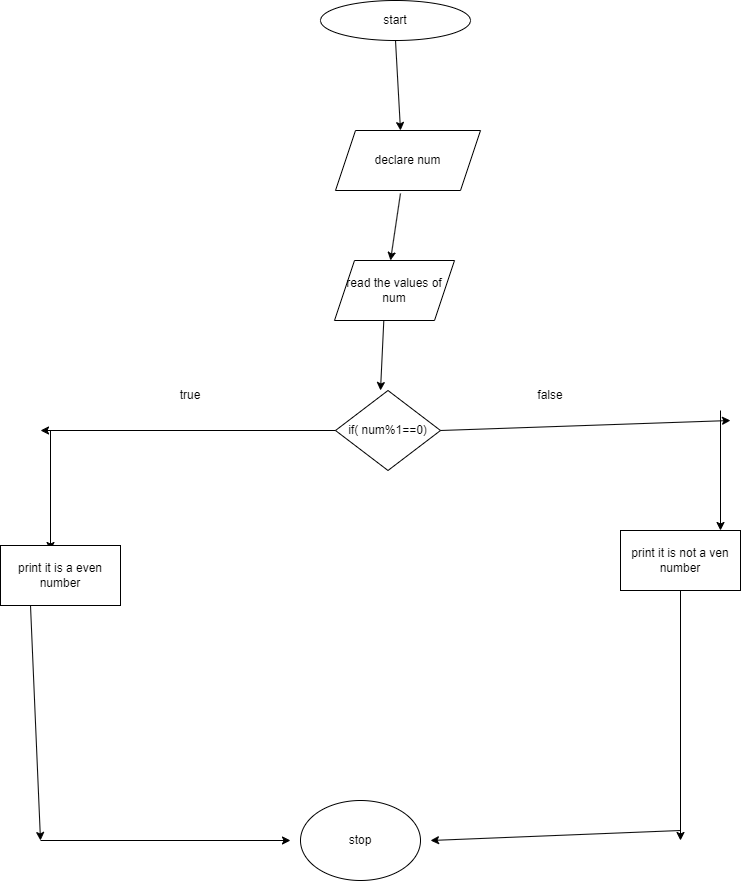 start
declare num
read the values of
num
true
false
if( num%1==0)
print it is a even
number
print it is not a ven
number
stop